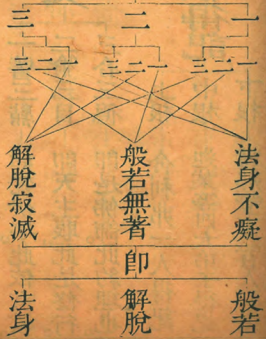 一 二 三
一二三 一二三 一二三
法身不癡 般若無著 解脫寂滅
卽
般若 解脫 法身